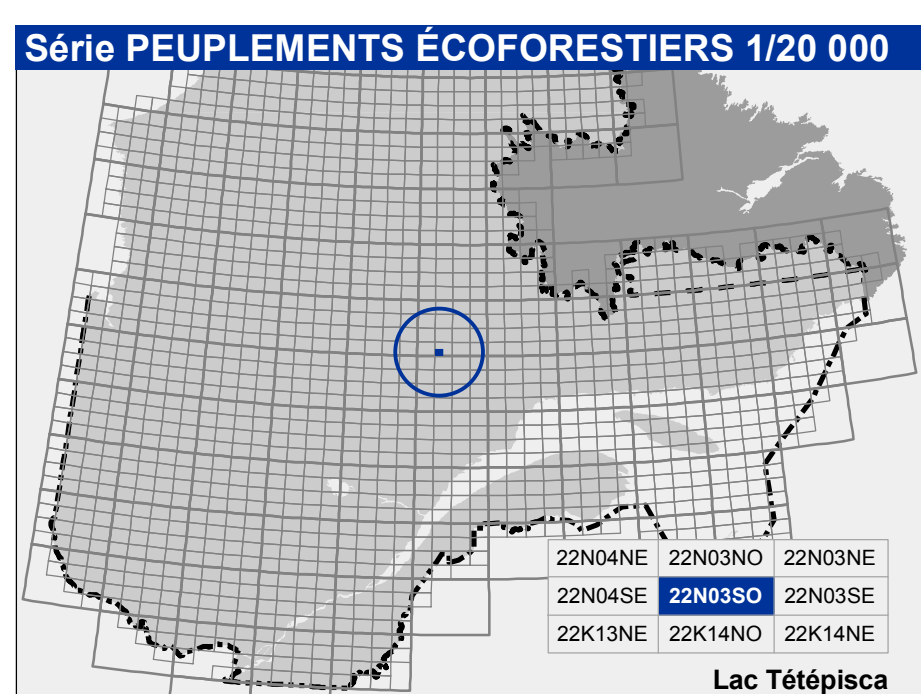 Série PEUPLEMENTS ÉCOFORESTIERS 1/20 000
22N04NE 22N03NO 22N03NE
22N04SE 22N03SO 22N03SE
22K13NE 22K14NO 22K14NE
Lac Tétépisca